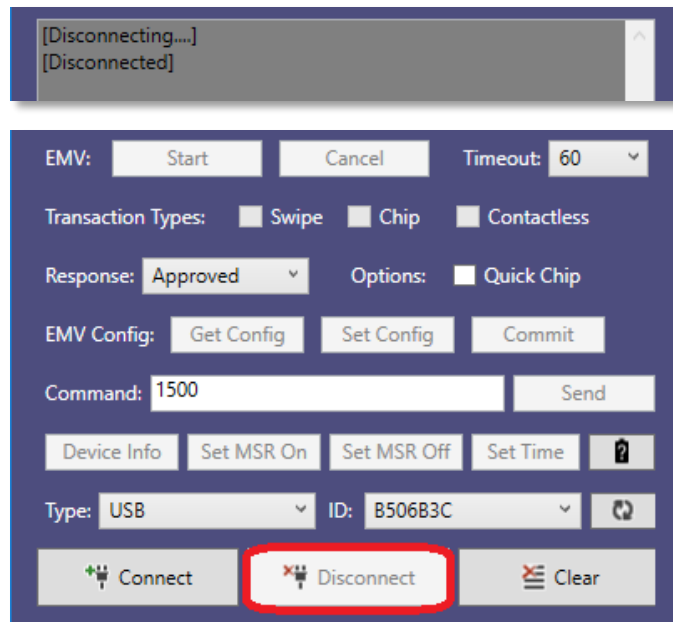 [Disconnecting....]
[Disconnected]
EMV: Start Cancel Timeout: 60
Transaction Types: Swipe Chip Contactless
Response: Approved Options: Quick Chip
EMV Config: Get Config Set Config Commit
Command: 1500 Send
Device Info Set MSR On Set MSR Off Set Time ?
Type: USB ID: B506B3C
Connect Disconnect Clear